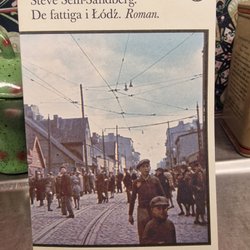 Steve Sem-Sandberg.
De fattiga i Łódź. Roman.